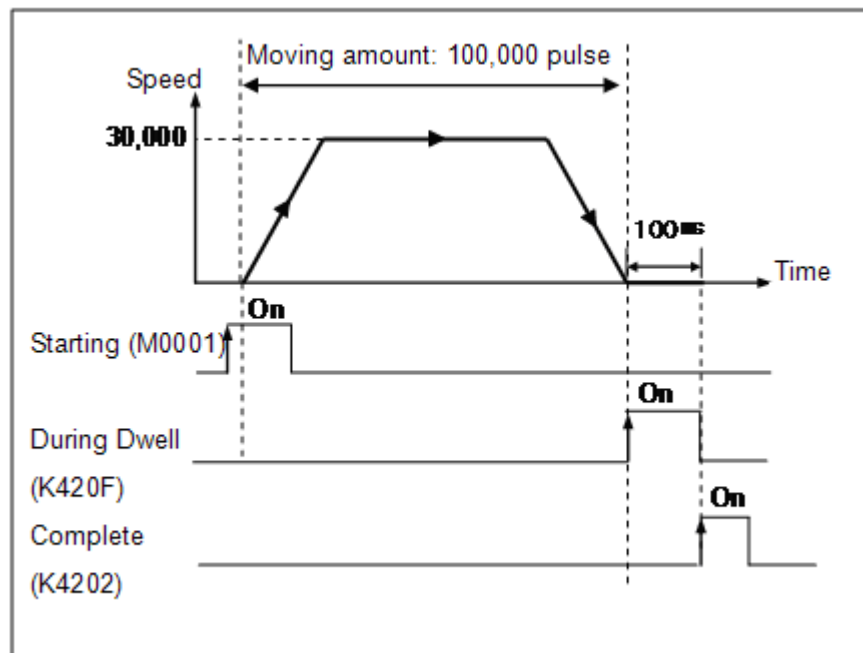 Moving amount: 100,000 pulse
Speed
30,000
100ms
Time
On
Starting (M0001)
On
During Dwell
(K420F)
On
Complete
(K4202)